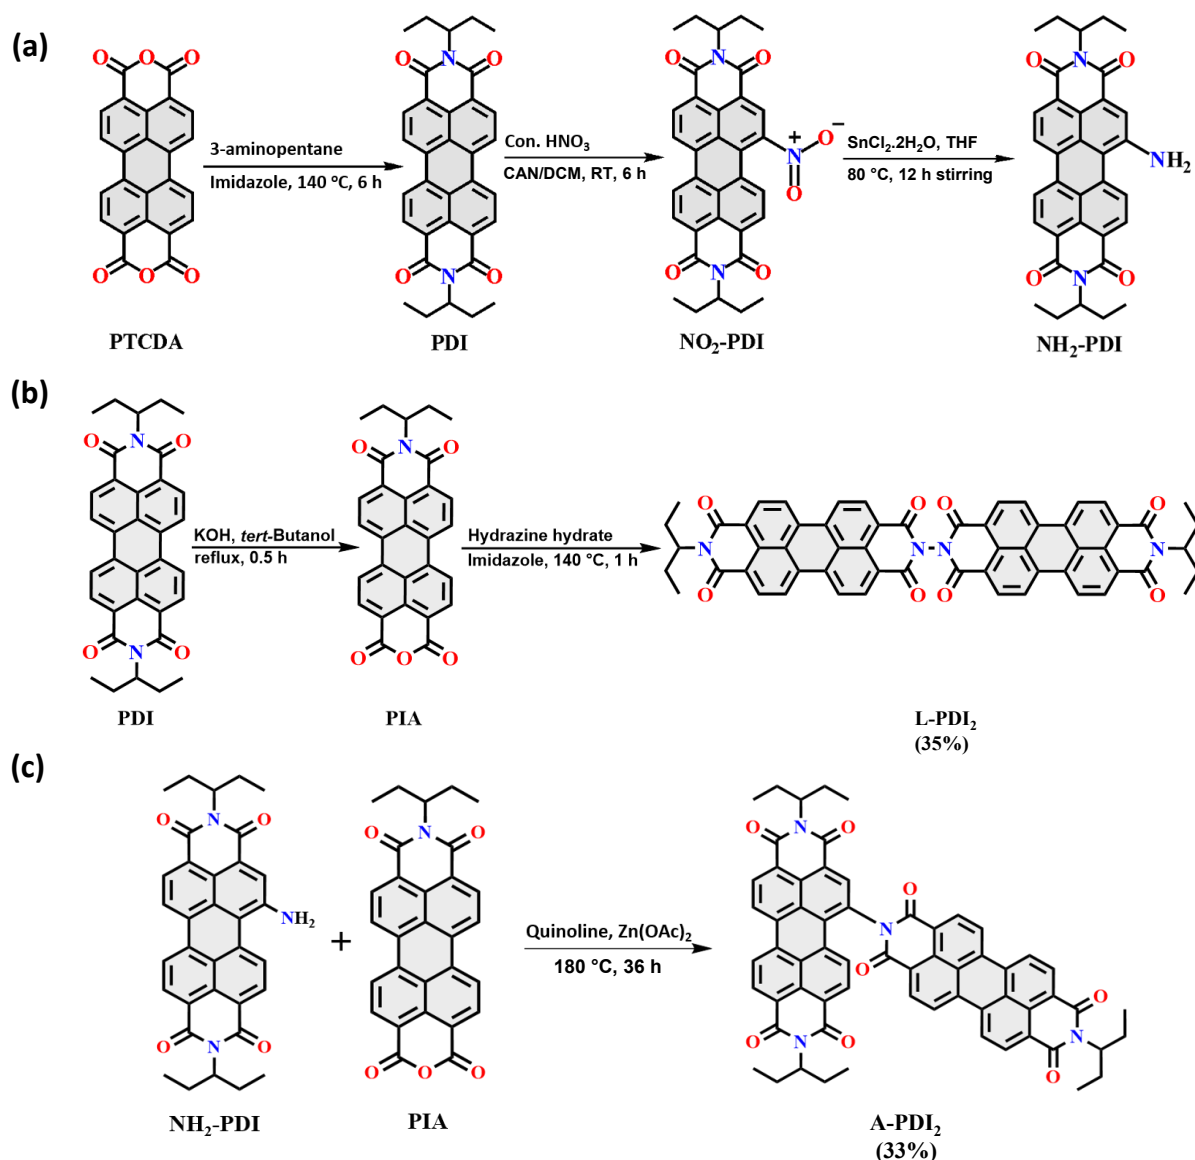 (a)
3-aminopentane
Imidazole, 140 °C, 6 h
Con. HNO3
CAN/DCM, RT, 6 h
SnCl2.2H2O, THF
80 °C, 12 h stirring
O O O
O O O
O N O
O N O
O N O
N + O −
O
O N O
O N O
NH2
O N O
PTCDA
PDI
NO2-PDI
NH2-PDI
(b)
O N O
O N O
KOH, tert-Butanol
reflux, 0.5 h
O N O
O O O
Hydrazine hydrate
Imidazole, 140 °C, 1 h
O O O O
N N N N
O O O O
PDI
PIA
L-PDI2
(35%)
(c)
O N O
NH2
O N O
+
O N O
O O O
Quinoline, Zn(OAc)2
180 °C, 36 h
O N O
O
N
O
O N O
O
N
O
NH2-PDI
PIA
A-PDI2
(33%)